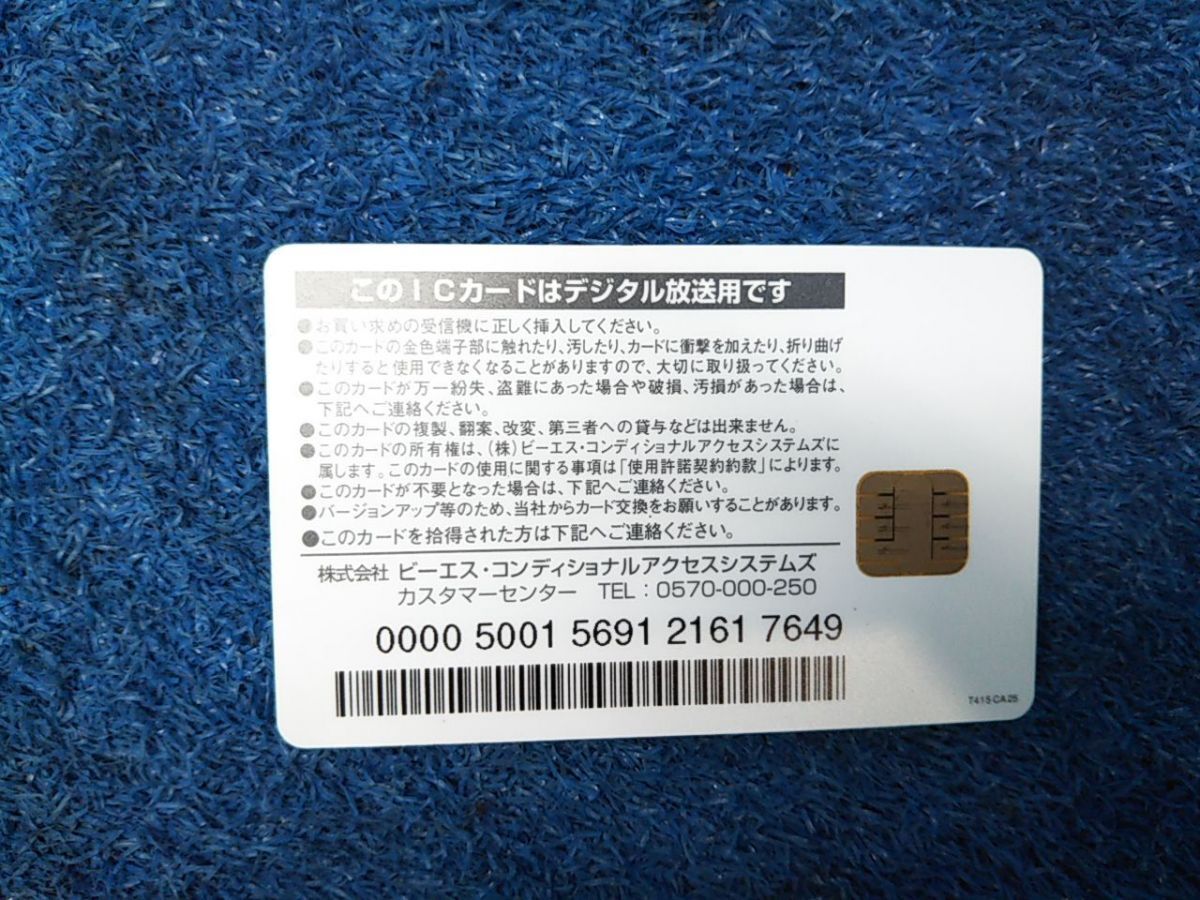 このICカードはデジタル放送用です
●お買い求めの受信機に正しく挿入してください。
●このカードの金色端子部に触れたり、汚したり、カードに衝撃を加えたり、折り曲げ
たりすると使用できなくなることがありますので、大切に取り扱ってください。
●このカードが万一紛失、盗難にあった場合や破損、汚損があった場合は、
下記へご連絡ください。
●このカードの複製、翻案、改変、第三者への貸与などは出来ません。
●このカードの所有権は、(株)ビーエス・コンディショナルアクセスシステムズに
属します。このカードの使用に関する事項は「使用許諾契約約款」によります。
●このカードが不要となった場合は、下記へご連絡ください。
●バージョンアップ等のため、当社からカード交換をお願いすることがあります。
●このカードを拾得された方は下記へご連絡ください。
株式会社 ビーエス・コンディショナルアクセスシステムズ
カスタマーセンター TEL：0570-000-250
0000 5001 5691 2161 7649
T415CA25